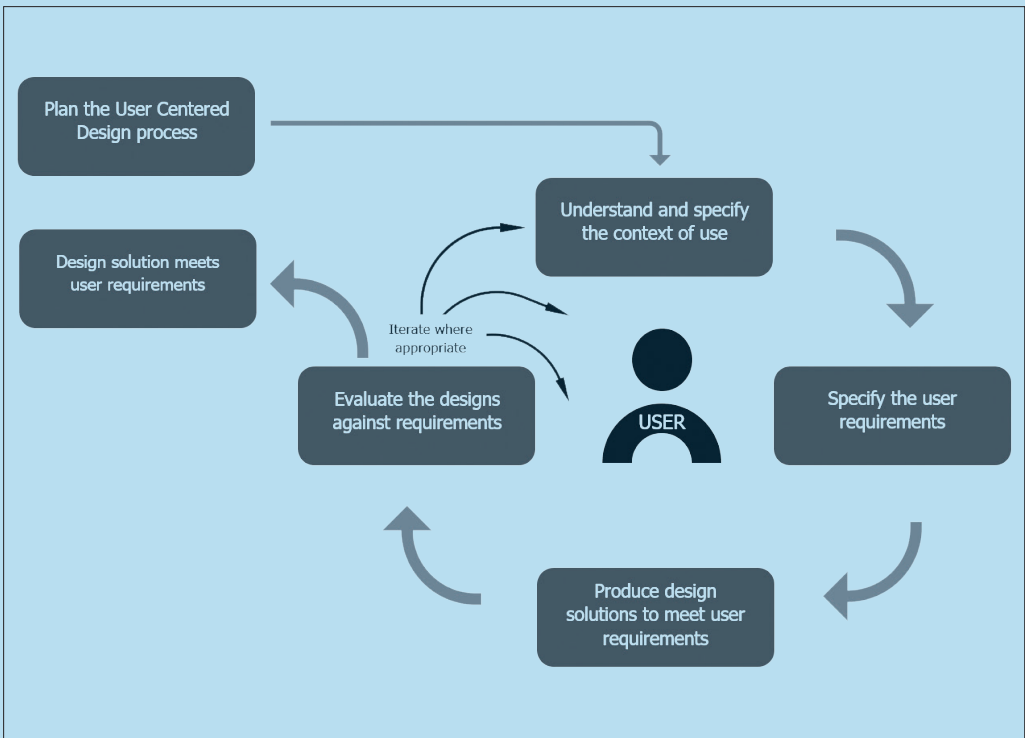 Plan the User Centered
Design process
Understand and specify
the context of use
Design solution meets
user requirements
Iterate where
appropriate
Evaluate the designs
against requirements
USER
Specify the user
requirements
Produce design
solutions to meet user
requirements